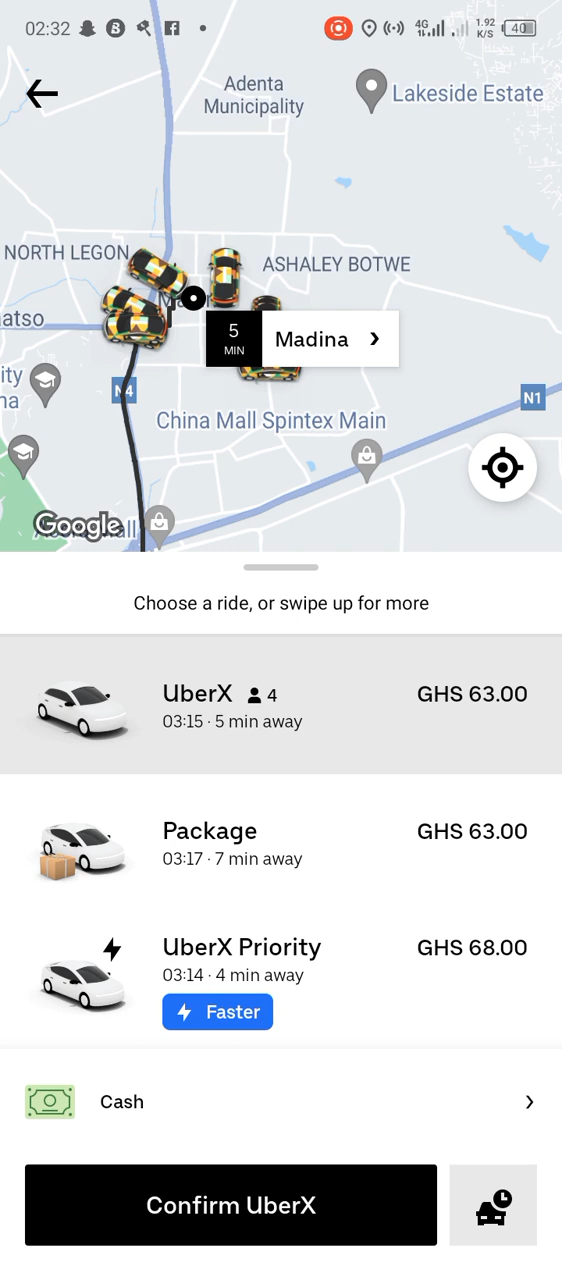 02:32
4G
1.92
K/S
40
Adenta
Municipality
Lakeside Estate
NORTH LEGON
ASHALEY BOTWE
atso
5
MIN
Madina
ity
na
N4
N1
China Mall Spintex Main
Google
Choose a ride, or swipe up for more
UberX 4
GHS 63.00
03:15 · 5 min away
Package
GHS 63.00
03:17 · 7 min away
UberX Priority
GHS 68.00
03:14 · 4 min away
Faster
Cash
Confirm UberX